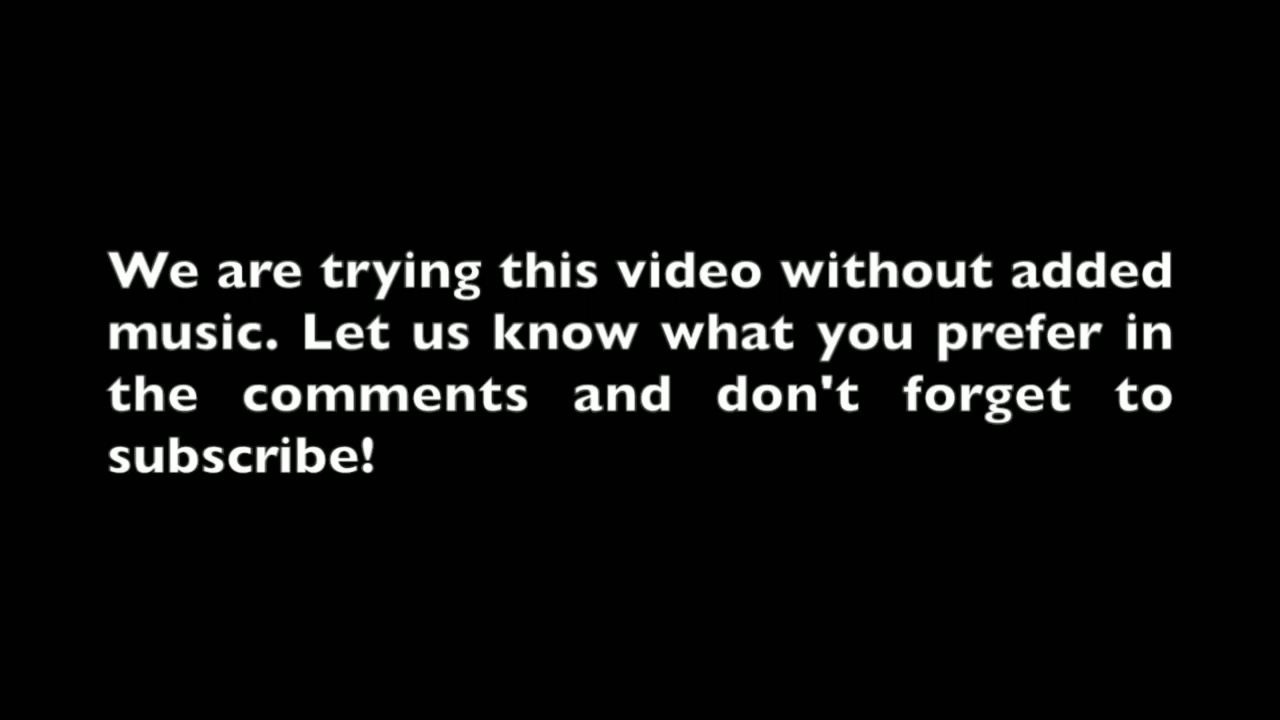 We are trying this video without added
music. Let us know what you prefer in
the comments and don't forget to
subscribe!